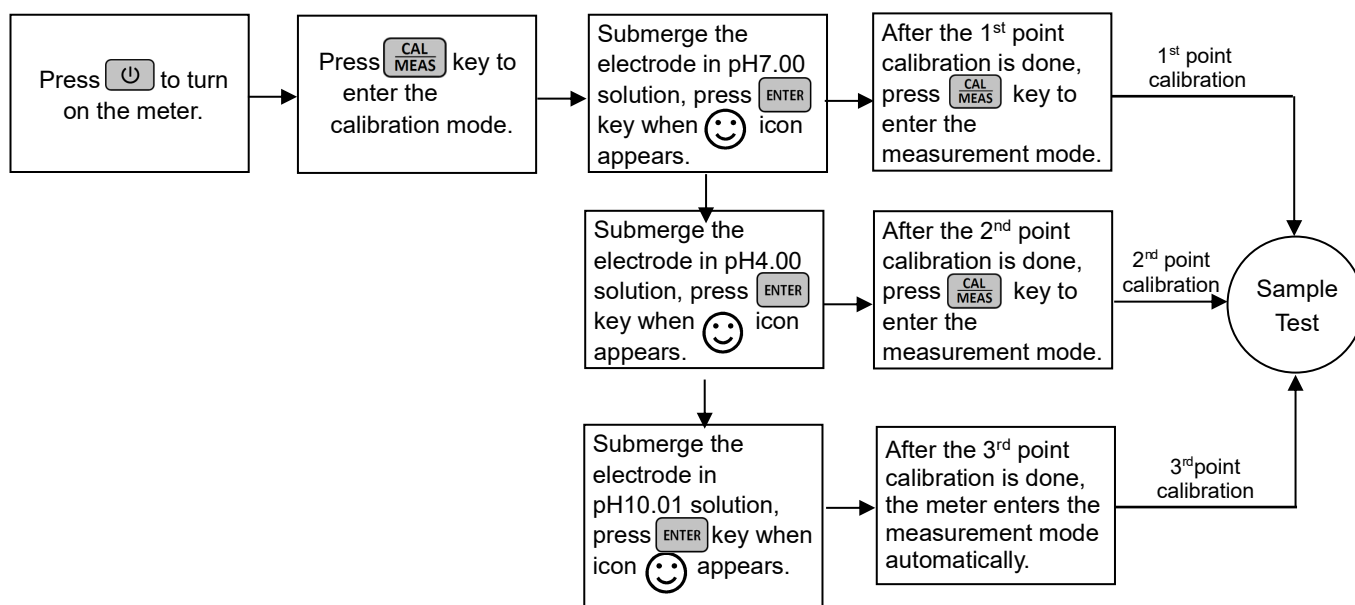 Press to turn
on the meter.
Press CAL
MEAS key to
enter the
calibration mode.
Submerge the
electrode in pH7.00
solution, press ENTER
key when icon
appears.
After the 1st point
calibration is done,
press CAL
MEAS key to
enter the
measurement mode.
1st point
calibration
Submerge the
electrode in pH4.00
solution, press ENTER
key when icon
appears.
After the 2nd point
calibration is done,
press CAL
MEAS key to
enter the
measurement mode.
2nd point
calibration
Sample
Test
Submerge the
electrode in
pH10.01 solution,
press ENTER key when
icon appears.
After the 3rd point
calibration is done,
the meter enters the
measurement mode
automatically.
3rdpoint
calibration